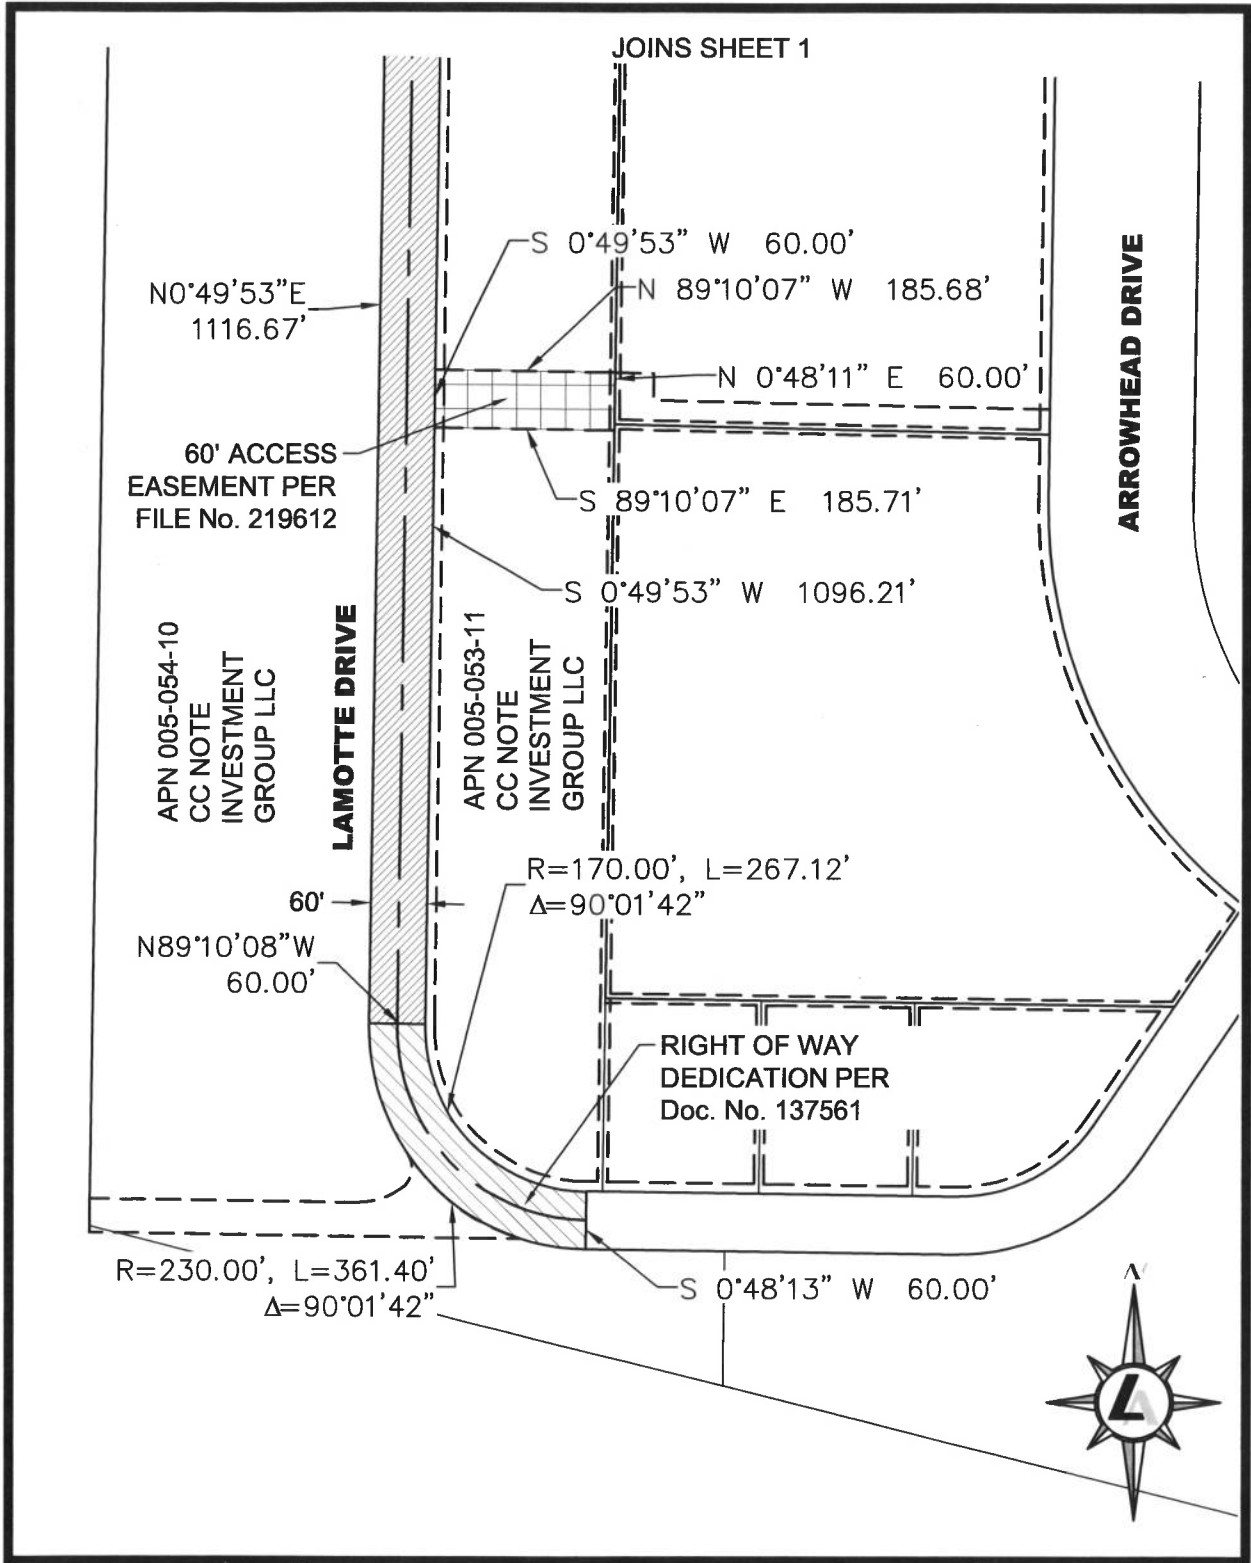 JOINS SHEET 1
S 0°49'53" W 60.00'
N 89°10'07" W 185.68'
N0°49'53"E
1116.67'
N 0°48'11" E 60.00'
ARROWHEAD DRIVE
60' ACCESS
EASEMENT PER
FILE No. 219612
S 89°10'07" E 185.71'
S 0°49'53" W 1096.21'
APN 005-054-10
CC NOTE
INVESTMENT
GROUP LLC
LAMOTTE DRIVE
APN 005-053-11
CC NOTE
INVESTMENT
GROUP LLC
R=170.00', L=267.12'
Δ=90°01'42"
60'
N89°10'08"W
60.00'
RIGHT OF WAY
DEDICATION PER
Doc. No. 137561
R=230.00', L=361.40'
Δ=90°01'42"
S 0°48'13" W 60.00'
N
LA